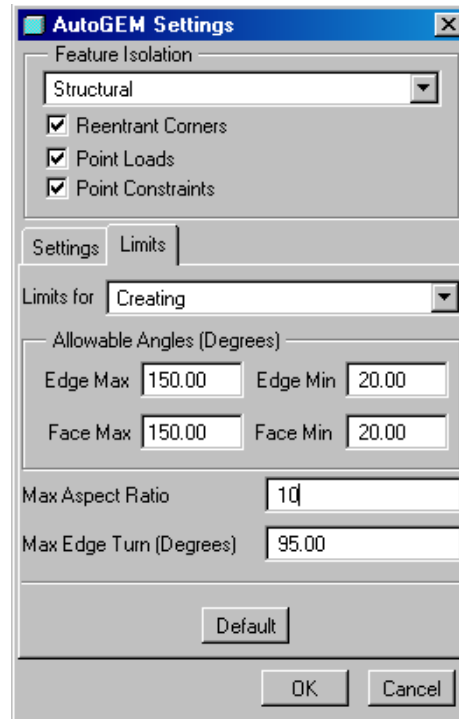 AutoGEM Settings
Feature Isolation
Structural
Reentrant Corners
Point Loads
Point Constraints
Settings Limits
Limits for Creating
Allowable Angles (Degrees)
Edge Max 150.00 Edge Min 20.00
Face Max 150.00 Face Min 20.00
Max Aspect Ratio 10
Max Edge Turn (Degrees) 95.00
Default
OK Cancel